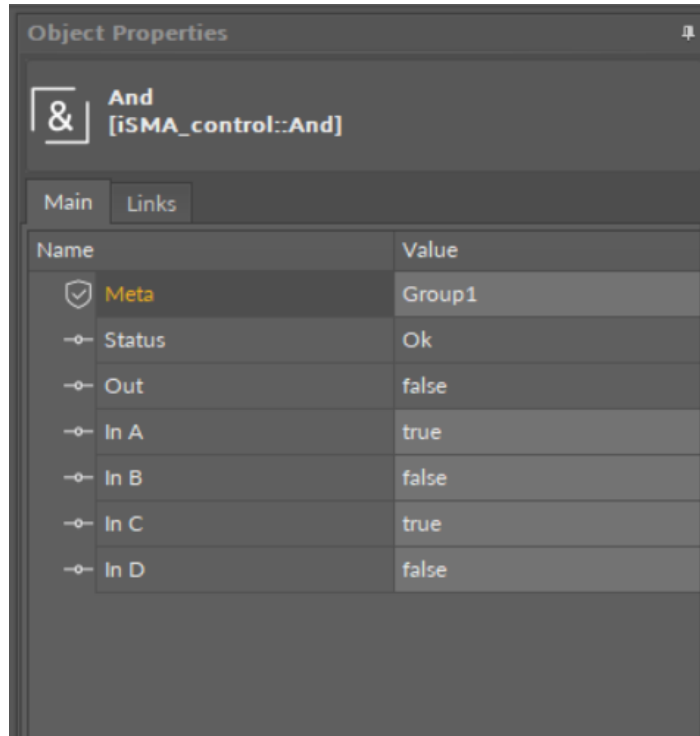 Object Properties
&
And
[iSMA_control::And]
Main Links
Name Value
Meta Group1
Status Ok
Out false
In A true
In B false
In C true
In D false